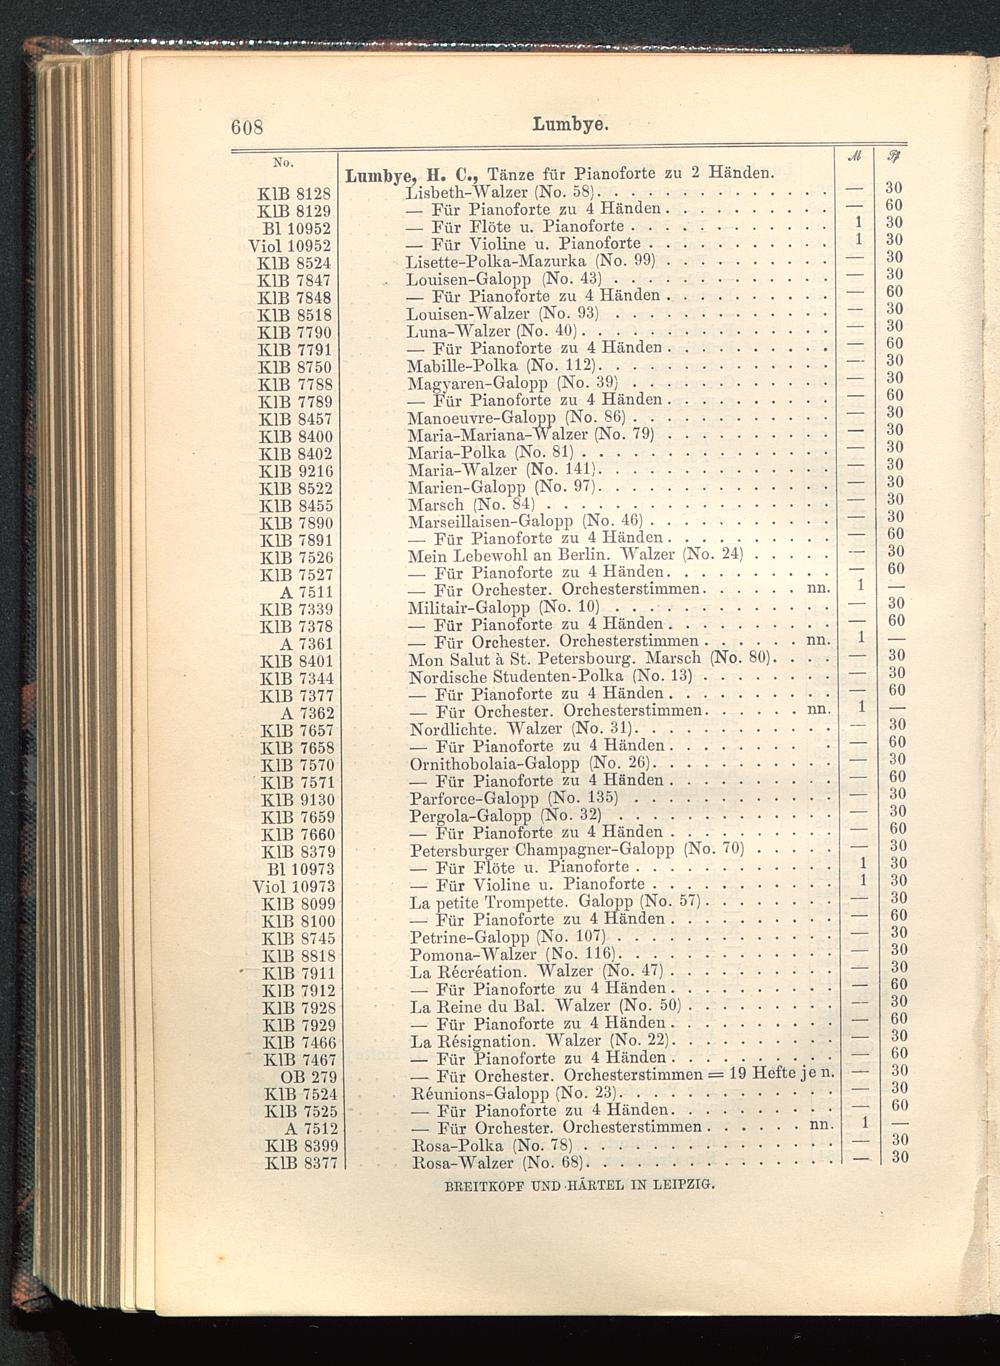 608 Lumbye.
No. ℳ ₰
Lumbye, H. C., Tänze für Pianoforte zu 2 Händen.
KlB 8128 Lisbeth-Walzer (No. 58). — 30
KlB 8129 — Für Pianoforte zu 4 Händen. — 60
Bl 10952 — Für Flöte u. Pianoforte 1 30
Viol 10952 — Für Violine u. Pianoforte 1 30
KlB 8524 Lisette-Polka-Mazurka (No. 99) — 30
KlB 7847 Louisen-Galopp (No. 43) — 30
KlB 7848 — Für Pianoforte zu 4 Händen — 60
KlB 8518 Louisen-Walzer (No. 93) — 30
KlB 7790 Luna-Walzer (No. 40) — 30
KlB 7791 — Für Pianoforte zu 4 Händen — 60
KlB 8750 Mabille-Polka (No. 112). — 30
KlB 7788 Magyaren-Galopp (No. 39) — 30
KlB 7789 — Für Pianoforte zu 4 Händen — 60
KlB 8457 Manoeuvre-Galopp (No. 86) — 30
KlB 8400 Maria-Mariana-Walzer (No. 79) — 30
KlB 8402 Maria-Polka (No. 81) — 30
KlB 9216 Maria-Walzer (No. 141). — 30
KlB 8522 Marien-Galopp (No. 97). — 30
KlB 8455 Marsch (No. 84) — 30
KlB 7890 Marseillaisen-Galopp (No. 46) — 30
KlB 7891 — Für Pianoforte zu 4 Händen. — 60
KlB 7526 Mein Lebewohl an Berlin. Walzer (No. 24) — 30
KlB 7527 — Für Pianoforte zu 4 Händen. — 60
A 7511 — Für Orchester. Orchesterstimmen. nn. 1 —
KlB 7339 Militair-Galopp (No. 10) — 30
KlB 7378 — Für Pianoforte zu 4 Händen. — 60
A 7361 — Für Orchester. Orchesterstimmen nn. 1 —
KlB 8401 Mon Salut à St. Petersbourg. Marsch (No. 80). — 30
KlB 7344 Nordische Studenten-Polka (No. 13) — 30
KlB 7377 — Für Pianoforte zu 4 Händen — 60
A 7362 — Für Orchester. Orchesterstimmen. nn. 1 —
KlB 7657 Nordlichte. Walzer (No. 31). — 30
KlB 7658 — Für Pianoforte zu 4 Händen — 60
KlB 7570 Ornithobolaia-Galopp (No. 26). — 30
KlB 7571 — Für Pianoforte zu 4 Händen — 60
KlB 9130 Parforce-Galopp (No. 135) — 30
KlB 7659 Pergola-Galopp (No. 32) — 30
KlB 7660 — Für Pianoforte zu 4 Händen — 60
KlB 8379 Petersburger Champagner-Galopp (No. 70) — 30
Bl 10973 — Für Flöte u. Pianoforte 1 30
Viol 10973 — Für Violine u. Pianoforte 1 30
KlB 8099 La petite Trompette. Galopp (No. 57) — 30
KlB 8100 — Für Pianoforte zu 4 Händen — 60
KlB 8745 Petrine-Galopp (No. 107) — 30
KlB 8818 Pomona-Walzer (No. 116). — 30
KlB 7911 La Récréation. Walzer (No. 47) — 30
KlB 7912 — Für Pianoforte zu 4 Händen — 60
KlB 7928 La Reine du Bal. Walzer (No. 50) — 30
KlB 7929 — Für Pianoforte zu 4 Händen — 60
KlB 7466 La Résignation. Walzer (No. 22). — 30
KlB 7467 — Für Pianoforte zu 4 Händen — 60
OB 279 — Für Orchester. Orchesterstimmen = 19 Hefte je n. — 30
KlB 7524 Réunions-Galopp (No. 23) — 30
KlB 7525 — Für Pianoforte zu 4 Händen. — 60
A 7512 — Für Orchester. Orchesterstimmen nn. 1 —
KlB 8399 Rosa-Polka (No. 78) — 30
KlB 8377 Rosa-Walzer (No. 68). — 30
BREITKOPF UND HÄRTEL IN LEIPZIG.